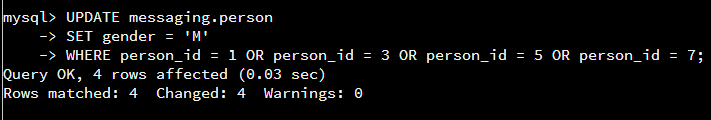 mysql> UPDATE messaging.person
    -> SET gender = 'M'
    -> WHERE person_id = 1 OR person_id = 3 OR person_id = 5 OR person_id = 7;
Query OK, 4 rows affected (0.03 sec)
Rows matched: 4  Changed: 4  Warnings: 0